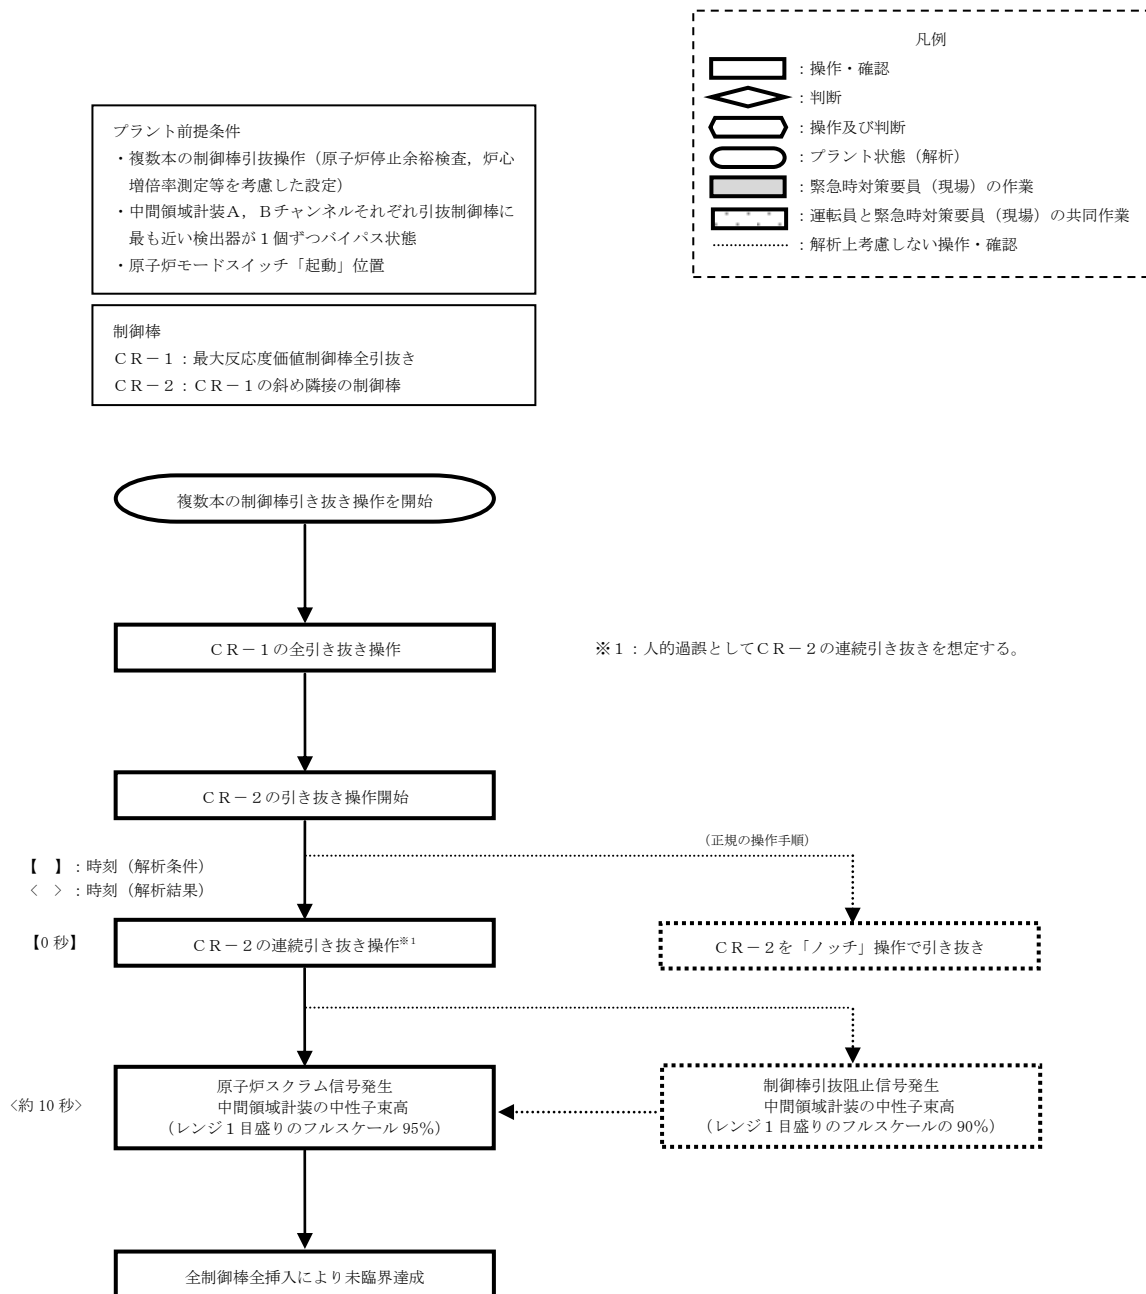 凡例
：操作・確認
：判断
：操作及び判断
：プラント状態（解析）
：緊急時対策要員（現場）の作業
：運転員と緊急時対策要員（現場）の共同作業
：解析上考慮しない操作・確認
プラント前提条件
・複数本の制御棒引抜操作（原子炉停止余裕検査，炉心
増倍率測定等を考慮した設定）
・中間領域計装Ａ，Ｂチャンネルそれぞれ引抜制御棒に
最も近い検出器が１個ずつバイパス状態
・原子炉モードスイッチ「起動」位置
制御棒
ＣＲ－１：最大反応度価値制御棒全引抜き
ＣＲ－２：ＣＲ－１の斜め隣接の制御棒
複数本の制御棒引き抜き操作を開始
ＣＲ－１の全引き抜き操作
※１：人的過誤としてＣＲ－２の連続引き抜きを想定する。
ＣＲ－２の引き抜き操作開始
（正規の操作手順）
【　】：時刻（解析条件）
〈　〉：時刻（解析結果）
【0 秒】
ＣＲ－２の連続引き抜き操作※1
ＣＲ－２を「ノッチ」操作で引き抜き
〈約 10 秒〉
原子炉スクラム信号発生
中間領域計装の中性子束高
（レンジ１目盛りのフルスケール 95％）
制御棒引抜阻止信号発生
中間領域計装の中性子束高
（レンジ１目盛りのフルスケールの 90％）
全制御棒全挿入により未臨界達成